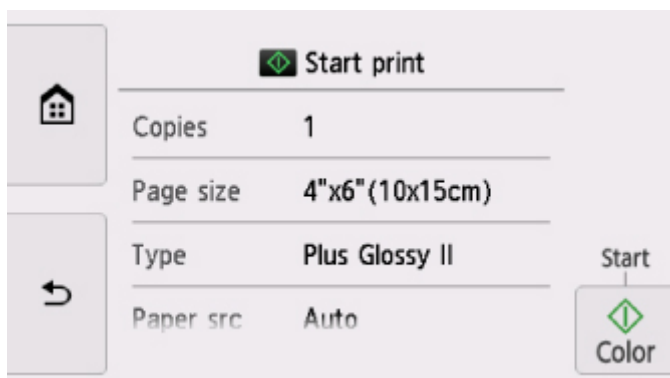 Start print
Copies 1
Page size 4"x6"(10x15cm)
Type Plus Glossy II
Paper src Auto
Start
Color